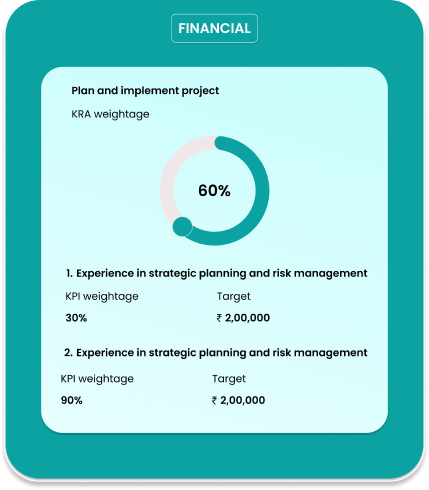 FINANCIAL
Plan and implement project
KRA weightage
60%
1. Experience in strategic planning and risk management
KPI weightage Target
30% ₹ 2,00,000
2. Experience in strategic planning and risk management
KPI weightage Target
90% ₹ 2,00,000